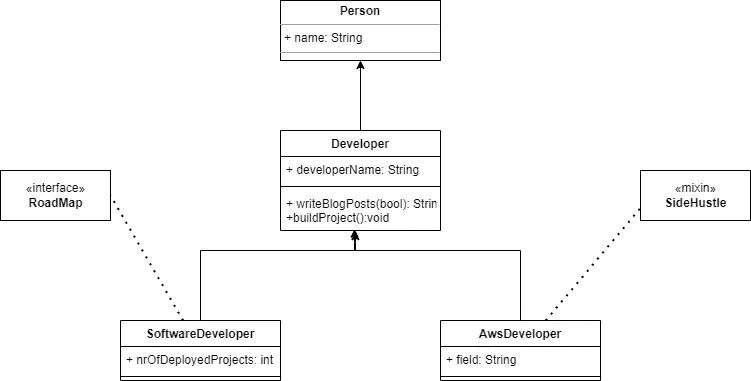 Person
+ name: String
Developer
+ developerName: String
+ writeBlogPosts(bool): Strin
+buildProject():void
«interface»
RoadMap
«mixin»
SideHustle
SoftwareDeveloper
+ nrOfDeployedProjects: int
AwsDeveloper
+ field: String